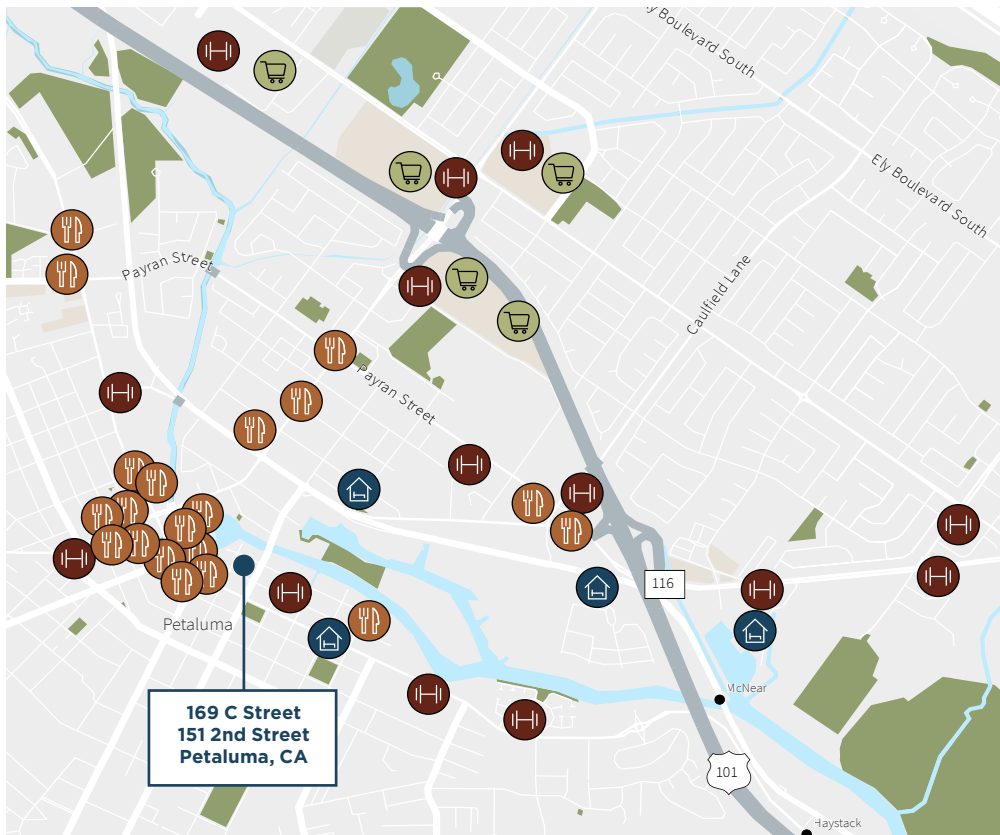 y Boulevard South
Ely Boulevard South
Payran Street
Caulfield Lane
Payran Street
116
Petaluma
McNear
169 C Street
151 2nd Street
Petaluma, CA
101
Haystack